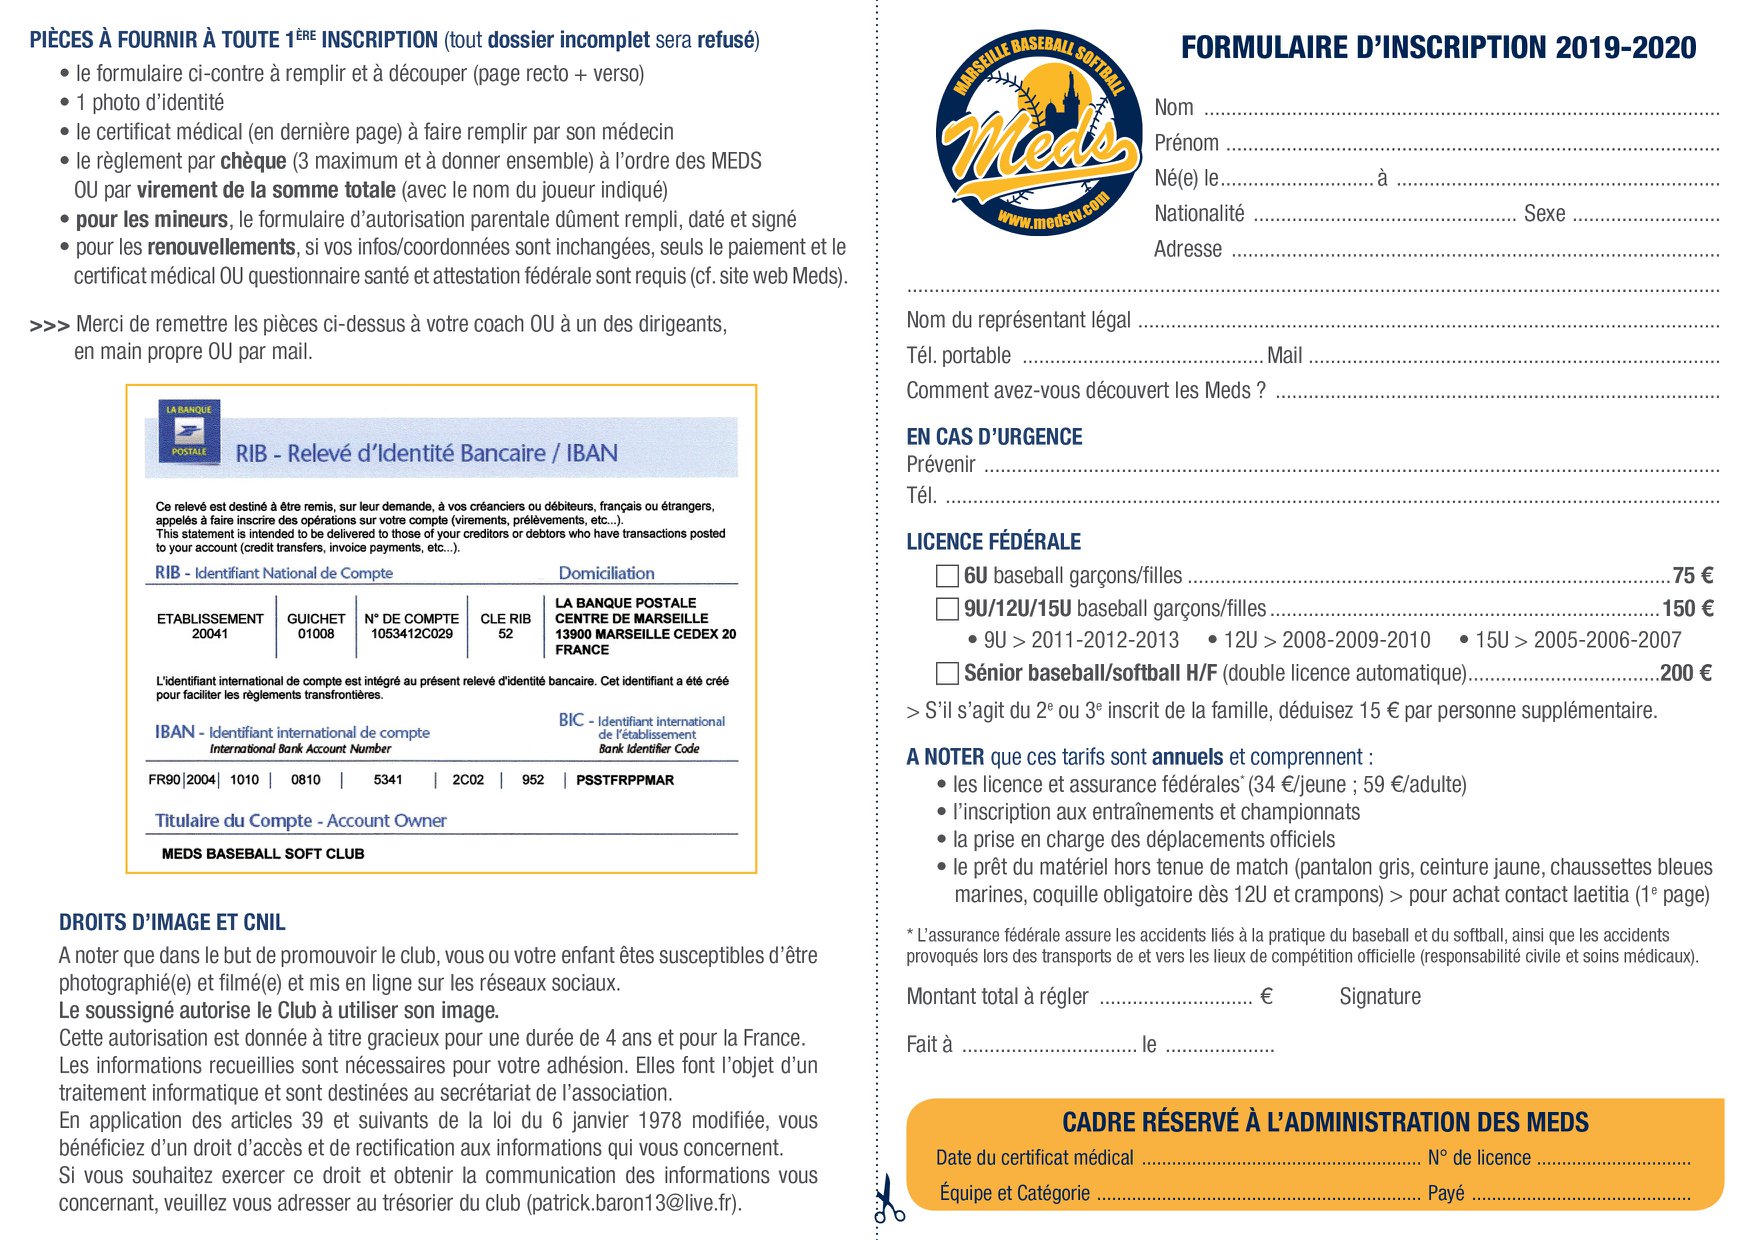 PIÈCES À FOURNIR À TOUTE 1ÈRE INSCRIPTION (tout dossier incomplet sera refusé)
• le formulaire ci-contre à remplir et à découper (page recto + verso)
• 1 photo d’identité
• le certificat médical (en dernière page) à faire remplir par son médecin
• le règlement par chèque (3 maximum et à donner ensemble) à l’ordre des MEDS
OU par virement de la somme totale (avec le nom du joueur indiqué)
• pour les mineurs, le formulaire d’autorisation parentale dûment rempli, daté et signé
• pour les renouvellements, si vos infos/coordonnées sont inchangées, seuls le paiement et le
certificat médical OU questionnaire santé et attestation fédérale sont requis (cf. site web Meds).
>>> Merci de remettre les pièces ci-dessus à votre coach OU à un des dirigeants,
en main propre OU par mail.
LA BANQUE
POSTALE
RIB - Relevé d’Identité Bancaire / IBAN
Ce relevé est destiné à être remis, sur leur demande, à vos créanciers ou débiteurs, français ou étrangers,
appelés à faire inscrire des opérations sur votre compte (virements, prélèvements, etc...).
This statement is intended to be delivered to those of your creditors or debtors who have transactions posted
to your account (credit transfers, invoice payments, etc...).
RIB - Identifiant National de Compte Domiciliation
ETABLISSEMENT GUICHET N° DE COMPTE CLE RIB
20041 01008 1053412C029 52
LA BANQUE POSTALE
CENTRE DE MARSEILLE
13900 MARSEILLE CEDEX 20
FRANCE
L'identifiant international de compte est intégré au présent relevé d'identité bancaire. Cet identifiant a été créé
pour faciliter les règlements transfrontières.
IBAN - Identifiant international de compte
International Bank Account Number
BIC - Identifiant international
de l'établissement
Bank Identifier Code
FR90 | 2004 | 1010 | 0810 | 5341 | 2C02 | 952 | PSSTFRPPMAR
Titulaire du Compte - Account Owner
MEDS BASEBALL SOFT CLUB
DROITS D’IMAGE ET CNIL
A noter que dans le but de promouvoir le club, vous ou votre enfant êtes susceptibles d’être
photographié(e) et filmé(e) et mis en ligne sur les réseaux sociaux.
Le soussigné autorise le Club à utiliser son image.
Cette autorisation est donnée à titre gracieux pour une durée de 4 ans et pour la France.
Les informations recueillies sont nécessaires pour votre adhésion. Elles font l’objet d’un
traitement informatique et sont destinées au secrétariat de l’association.
En application des articles 39 et suivants de la loi du 6 janvier 1978 modifiée, vous
bénéficiez d’un droit d’accès et de rectification aux informations qui vous concernent.
Si vous souhaitez exercer ce droit et obtenir la communication des informations vous
concernant, veuillez vous adresser au trésorier du club (patrick.baron13@live.fr).
MARSEILLE BASEBALL SOFTBALL
Meds
www.medstv.com
FORMULAIRE D’INSCRIPTION 2019-2020
Nom ........................................
Prénom ........................................
Né(e) le............................ à ........................................
Nationalité ........................................ Sexe ...........................
Adresse ........................................
........................................
Nom du représentant légal ........................................
Tél. portable ........................................ Mail ........................................
Comment avez-vous découvert les Meds ? ........................................
EN CAS D’URGENCE
Prévenir ........................................
Tél. ........................................
LICENCE FÉDÉRALE
6U baseball garçons/filles ........................................ 75 €
9U/12U/15U baseball garçons/filles ........................................ 150 €
• 9U > 2011-2012-2013 • 12U > 2008-2009-2010 • 15U > 2005-2006-2007
Sénior baseball/softball H/F (double licence automatique)...................................200 €
> S’il s’agit du 2e ou 3e inscrit de la famille, déduisez 15 € par personne supplémentaire.
A NOTER que ces tarifs sont annuels et comprennent :
• les licence et assurance fédérales* (34 €/jeune ; 59 €/adulte)
• l’inscription aux entraînements et championnats
• la prise en charge des déplacements officiels
• le prêt du matériel hors tenue de match (pantalon gris, ceinture jaune, chaussettes bleues
marines, coquille obligatoire dès 12U et crampons) > pour achat contact laetitia (1e page)
* L’assurance fédérale assure les accidents liés à la pratique du baseball et du softball, ainsi que les accidents
provoqués lors des transports de et vers les lieux de compétition officielle (responsabilité civile et soins médicaux).
Montant total à régler ............................ € Signature
Fait à ................................ le ....................
CADRE RÉSERVÉ À L’ADMINISTRATION DES MEDS
Date du certificat médical ........................................ N° de licence ............................
Équipe et Catégorie ........................................ Payé ........................................